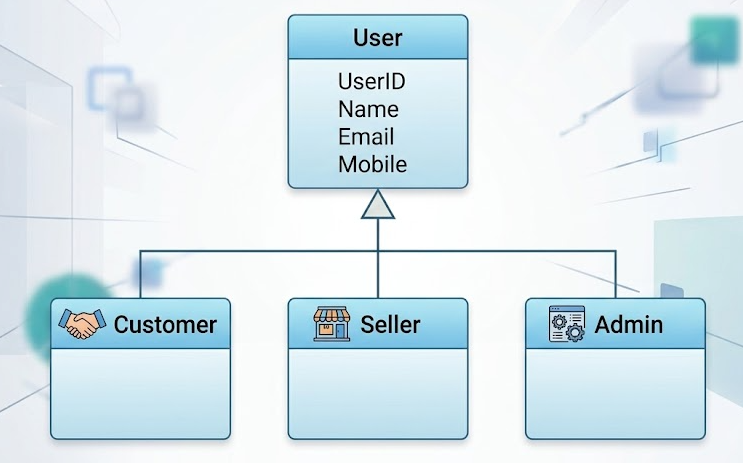 User
UserID
Name
Email
Mobile
Customer
Seller
Admin